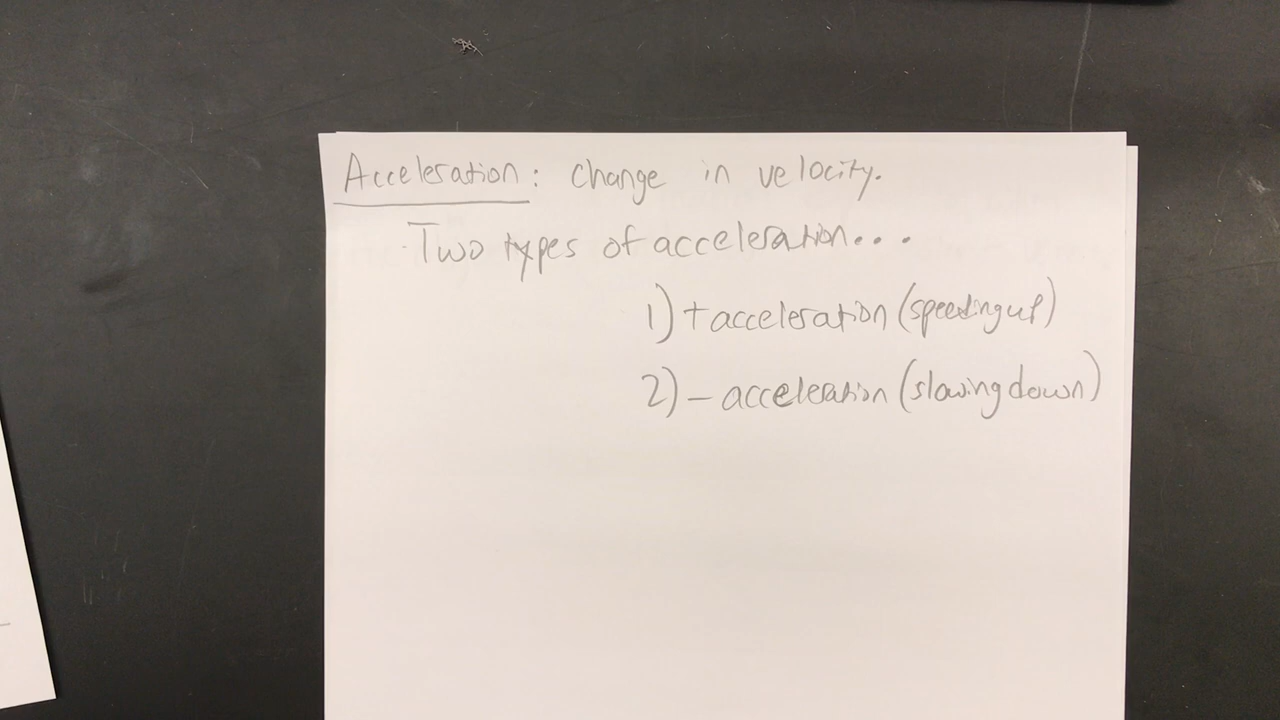 Acceleration: change in velocity.
Two types of acceleration...
1) + acceleration (speeding up)
2) - acceleration (slowing down)